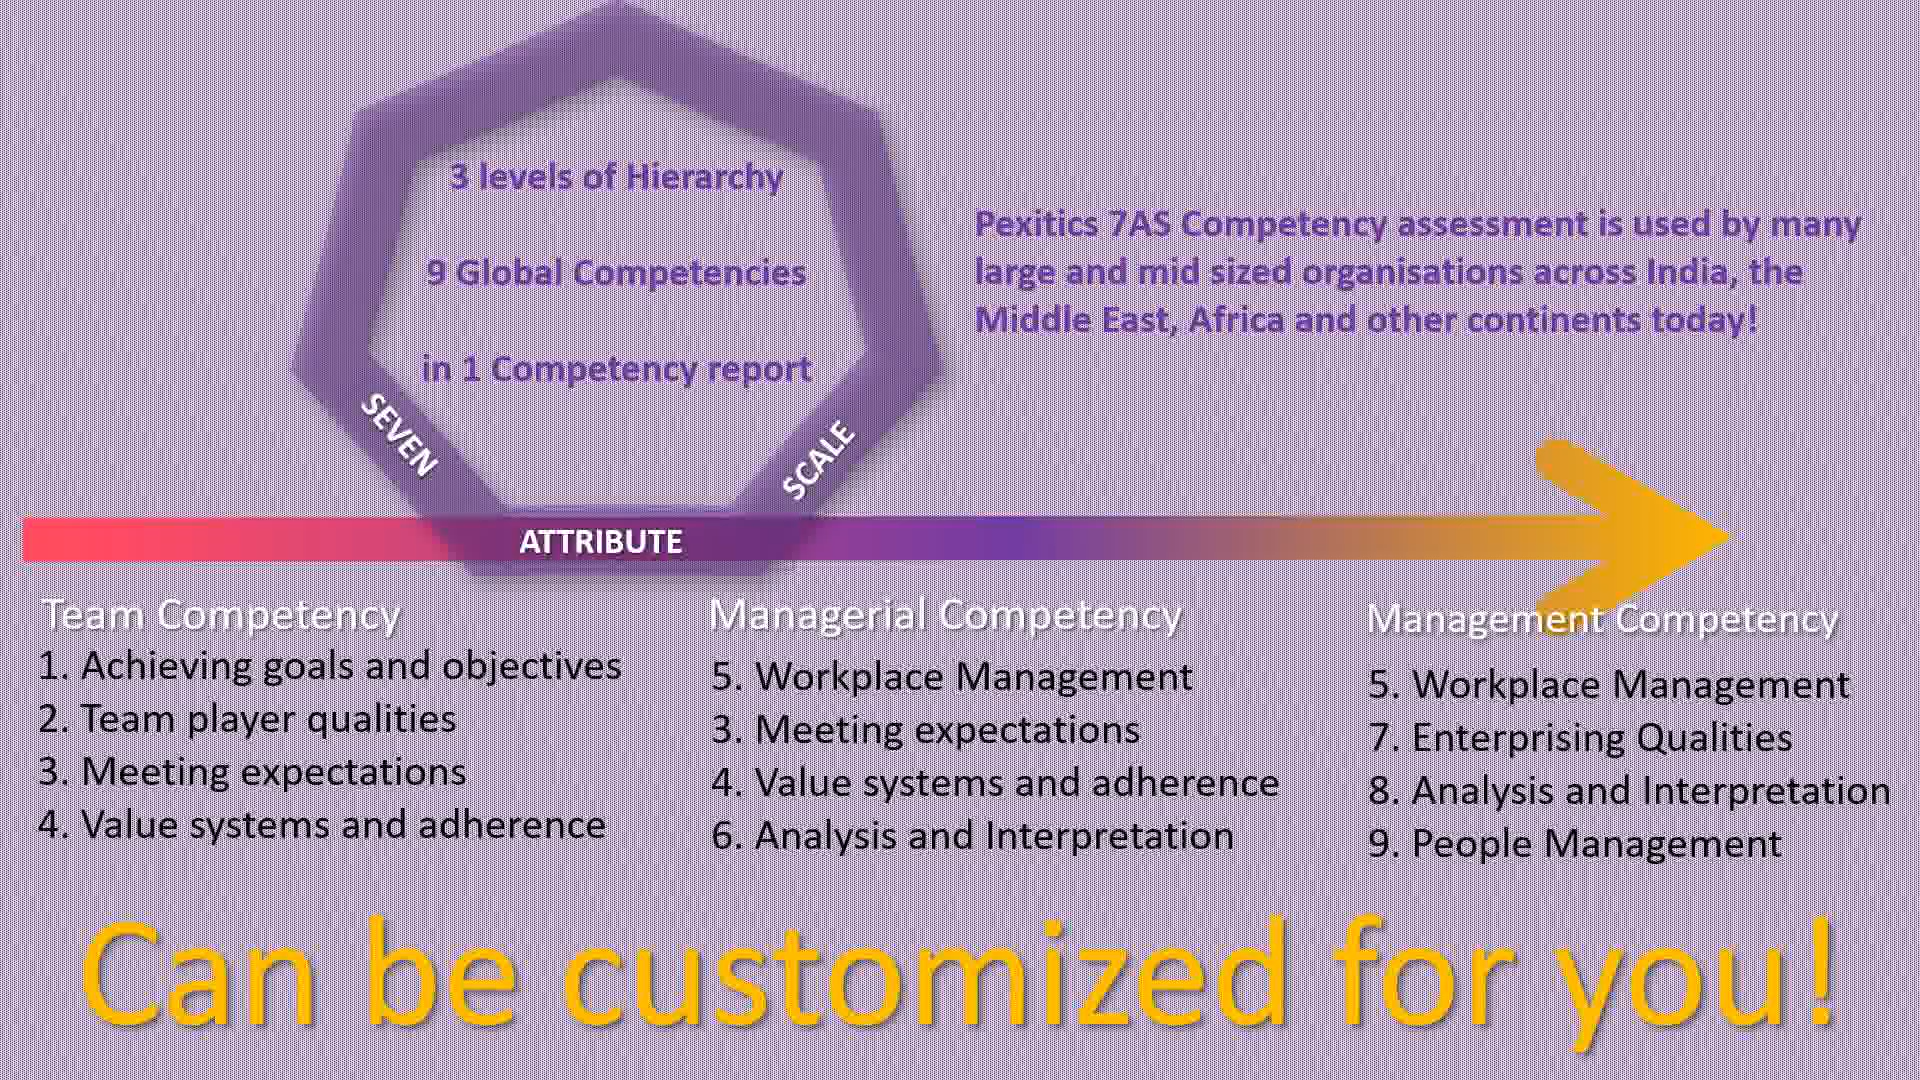 3 levels of Hierarchy
9 Global Competencies
in 1 Competency report
SEVEN
ATTRIBUTE
SCALE
Pexitics 7AS Competency assessment is used by many
large and mid sized organisations across India, the
Middle East, Africa and other continents today!
Team Competency
1. Achieving goals and objectives
2. Team player qualities
3. Meeting expectations
4. Value systems and adherence
Managerial Competency
5. Workplace Management
3. Meeting expectations
4. Value systems and adherence
6. Analysis and Interpretation
Management Competency
5. Workplace Management
7. Enterprising Qualities
8. Analysis and Interpretation
9. People Management
Can be customized for you!